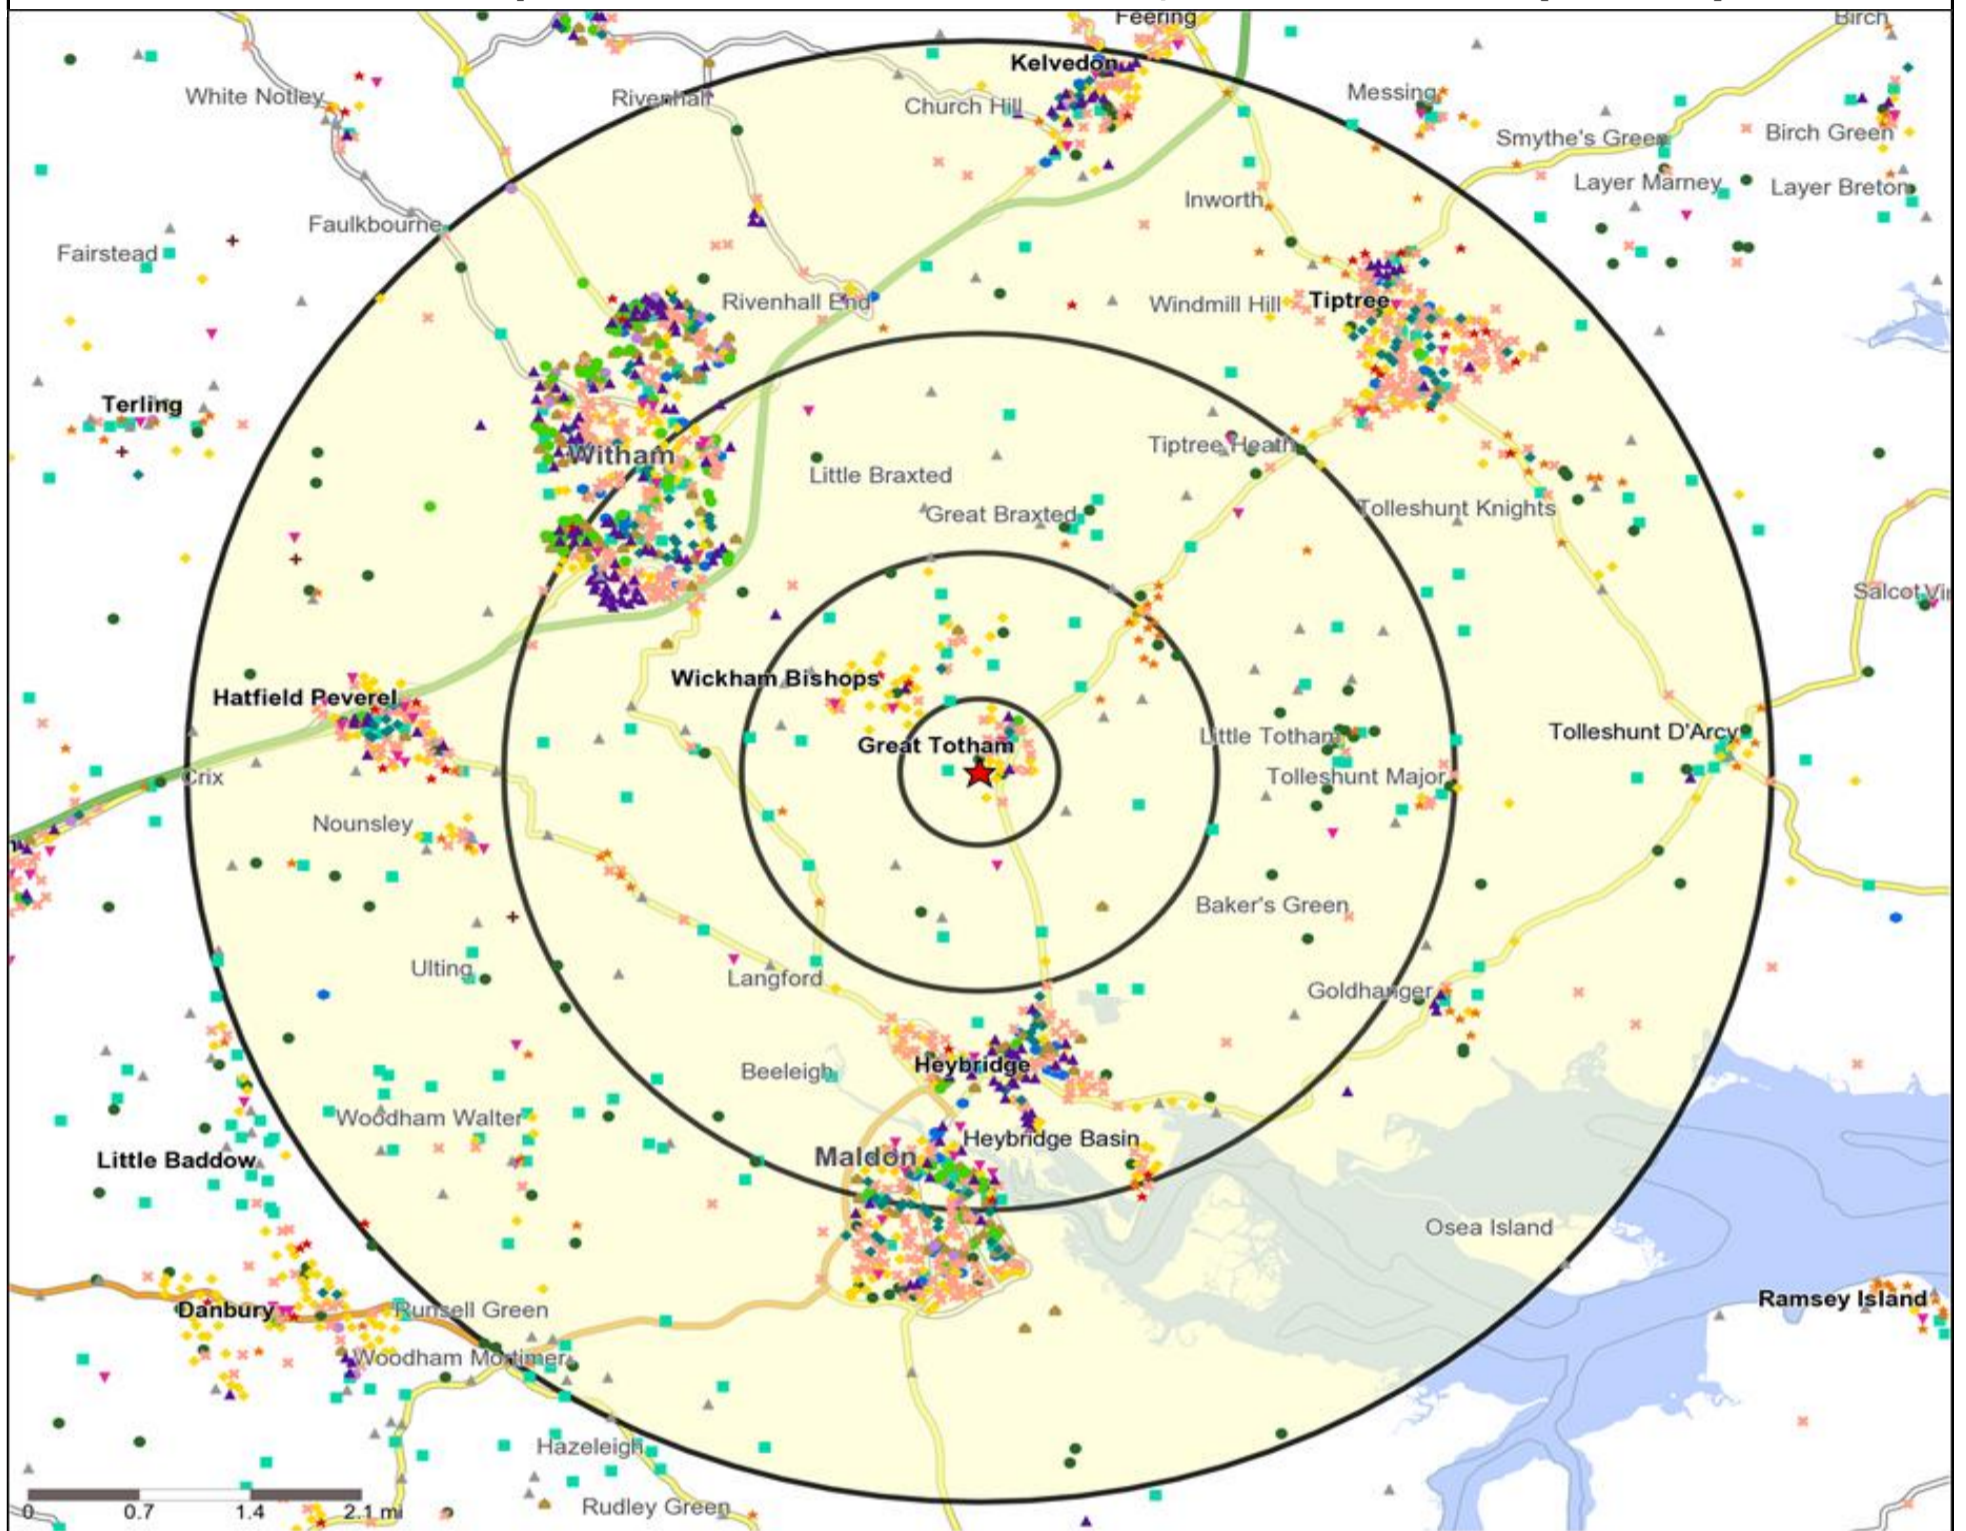 Feering
Birch
Kelvedon
White Notley
Rivenhall
Church Hill
Messing
Smythe's Green
Birch Green
Layer Marney
Layer Breton
Inworth
Faulkbourne
Fairstead
Rivenhall End
Windmill Hill
Tiptree
Terling
Witham
Tiptree Heath
Little Braxted
Great Braxted
Tolleshunt Knights
Salcot Vir
Wickham Bishops
Hatfield Peverel
Great Totham
Little Totham
Tolleshunt D'Arcy
Crix
Tolleshunt Major
Nounsley
Baker's Green
Ulting
Langford
Goldhanger
Beeleigh
Heybridge
Woodham Walter
Heybridge Basin
Maldon
Little Baddow
Osea Island
Danbury
Runsell Green
Ramsey Island
Woodham Mortimer
Hazeleigh
Rudley Green
0 0.7 1.4 2.1 mi